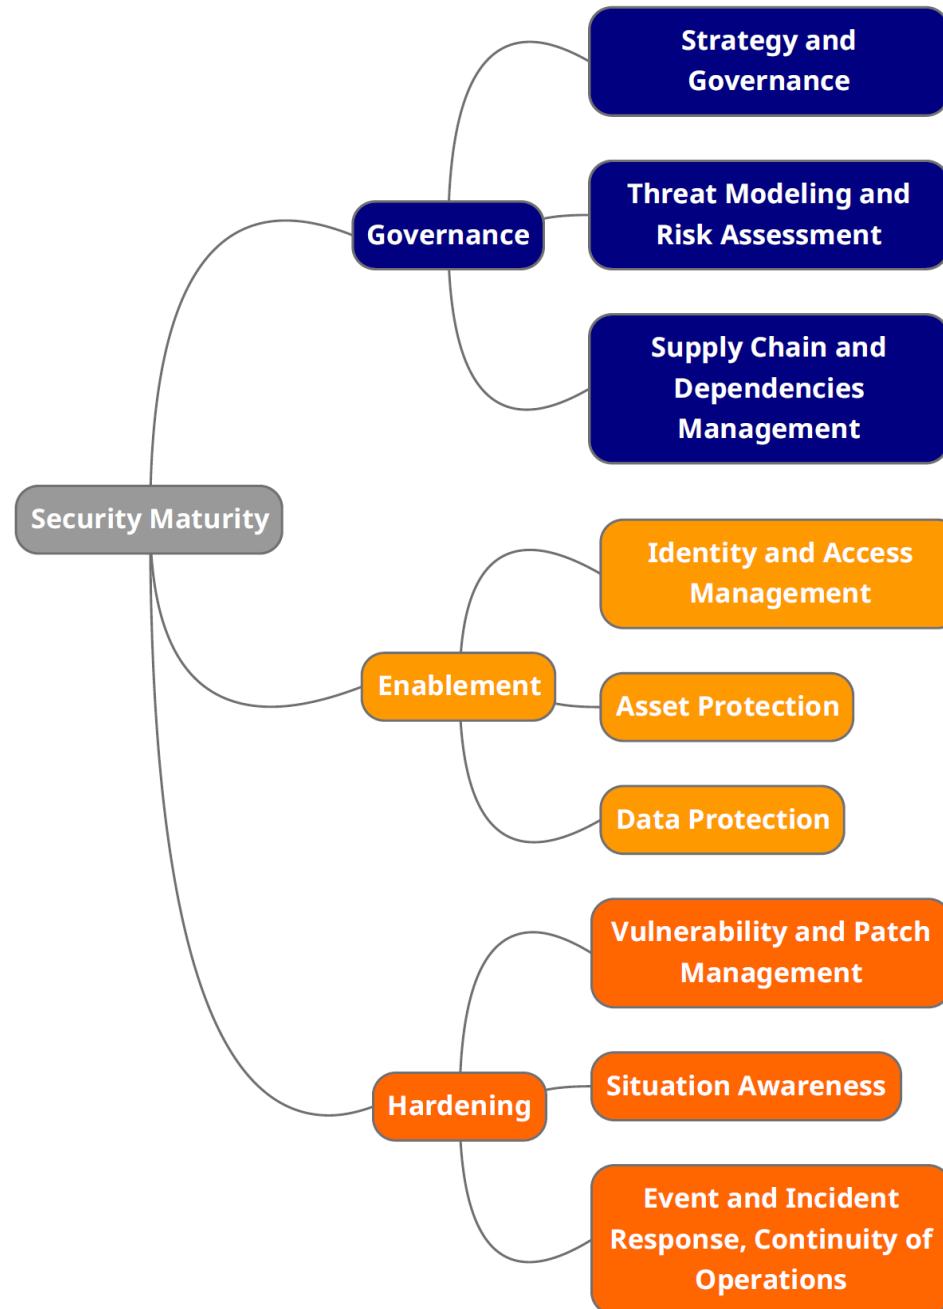 Security Maturity
Governance
Strategy and
Governance
Threat Modeling and
Risk Assessment
Supply Chain and
Dependencies
Management
Enablement
Identity and Access
Management
Asset Protection
Data Protection
Hardening
Vulnerability and Patch
Management
Situation Awareness
Event and Incident
Response, Continuity of
Operations